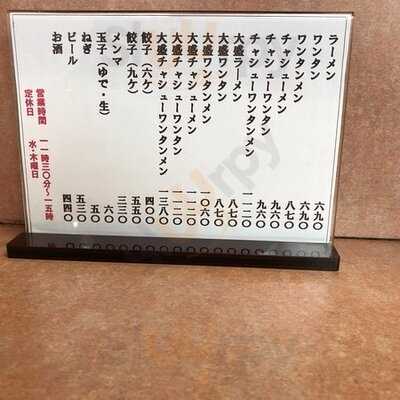 ラーメン 六九〇
ワンタン 六九〇
ワンタンメン 八七〇
チャシューメン 九六〇
チャシューワンタン 九六〇
チャシューワンタンメン 一一二〇
大盛ラーメン 八七〇
大盛ワンタン 八七〇
大盛ワンタンメン 一〇六〇
大盛チャシューメン 一一二〇
大盛チャシューワンタン 一一二〇
大盛チャシューワンタンメン 一三八〇
餃子(六ケ) 四四〇
餃子(九ケ) 五五〇
メンマ 三三〇
玉子(ゆで・生) 六〇
ねぎ 五〇
ビール 五五〇
お酒 四四〇
営業時間 一一時三〇分〜一五時
定休日 水・木曜日